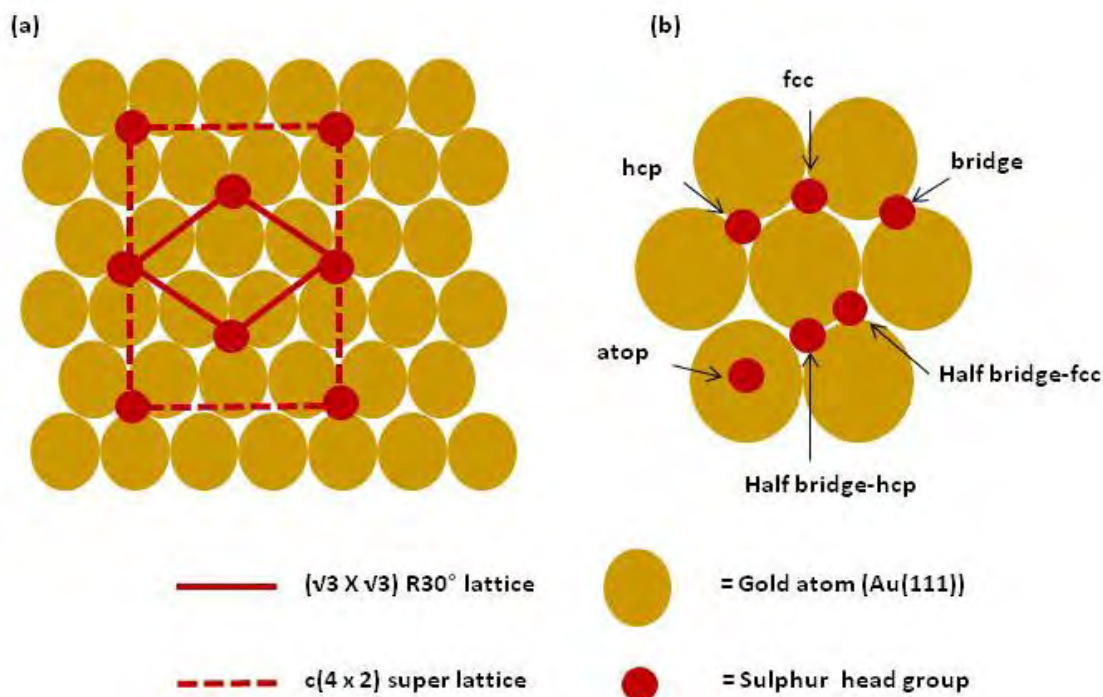 (a)
(b)
fcc
hcp
bridge
atop
Half bridge-fcc
Half bridge-hcp
(√3 X √3) R30° lattice
= Gold atom (Au(111))
c(4 x 2) super lattice
= Sulphur head group